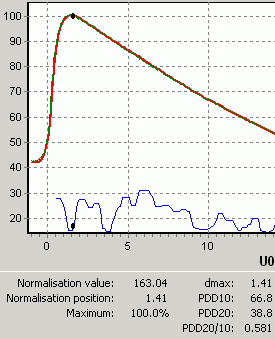 100
90
80
70
60
50
40
30
20
0
5
10
U0
Normalisation value: 163.04
dmax: 1.41
Normalisation position: 1.41
PDD10: 66.8
Maximum: 100.0%
PDD20: 38.8
PDD20/10: 0.581